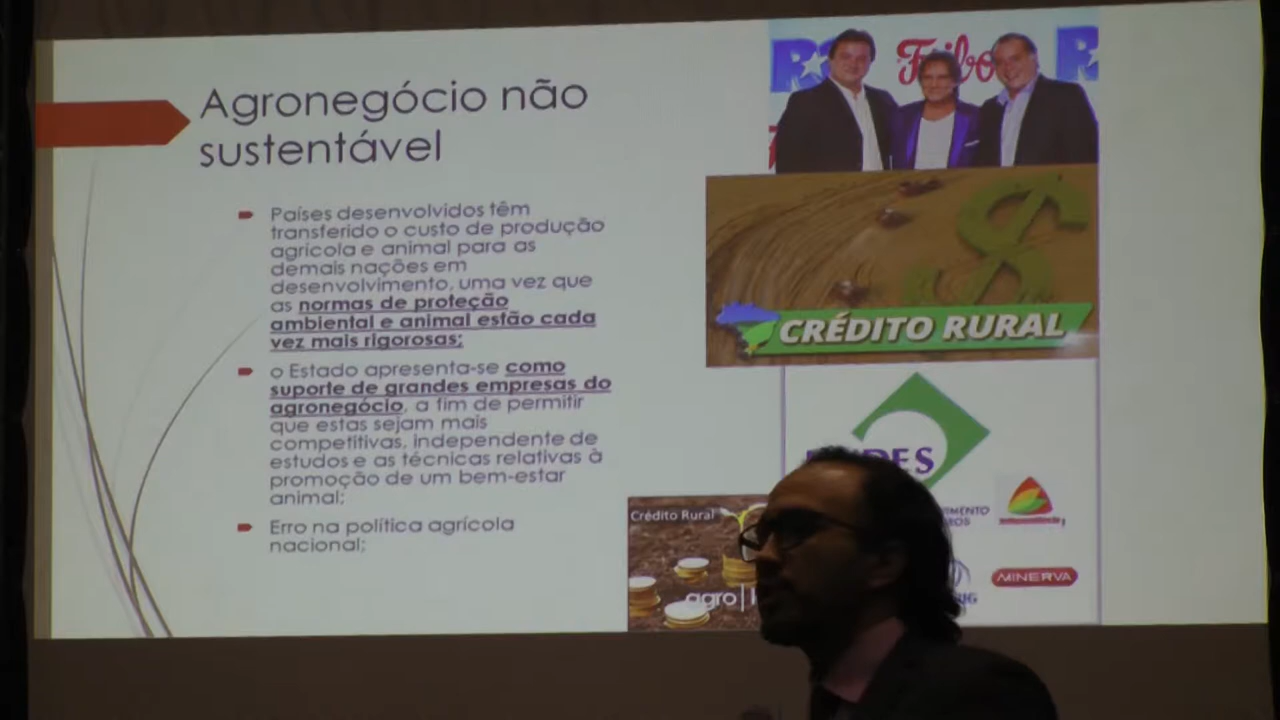 Agronegócio não
sustentável
Países desenvolvidos têm
transferido o custo de produção
agrícola e animal para as
demais nações em
desenvolvimento, uma vez que
as normas de proteção
ambiental e animal estão cada
vez mais rigorosas;
o Estado apresenta-se como
suporte de grandes empresas do
agronegócio, a fim de permitir
que estas sejam mais
competitivas, independente de
estudos e as técnicas relativas à
promoção de um bem-estar
animal;
Erro na política agrícola
nacional;
Friboi
CRÉDITO RURAL
Crédito Rural
agro|
MINERVA